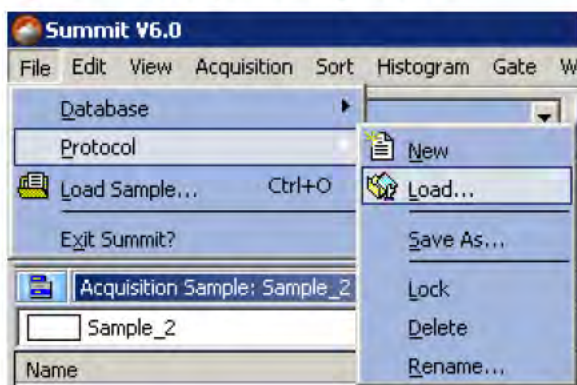 Summit V6.0
File Edit View Acquisition Sort Histogram Gate W
Database
Protocol
Load Sample... Ctrl+O
Exit Summit?
New
Load...
Save As...
Lock
Delete
Rename...
Acquisition Sample: Sample_2
Sample_2
Name